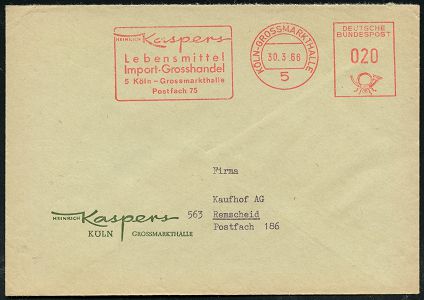 HEINRICH Kaspers
Lebensmittel
Import-Grosshandel
5 Köln - Grossmarkthalle
Postfach 75
KÖLN-GROSSMARKTHALLE
30.3.66
5
DEUTSCHE
BUNDESPOST
020
Firma
Kaufhof AG
563 Remscheid
Postfach 186
HEINRICH Kaspers
KÖLN GROSSMARKTHALLE